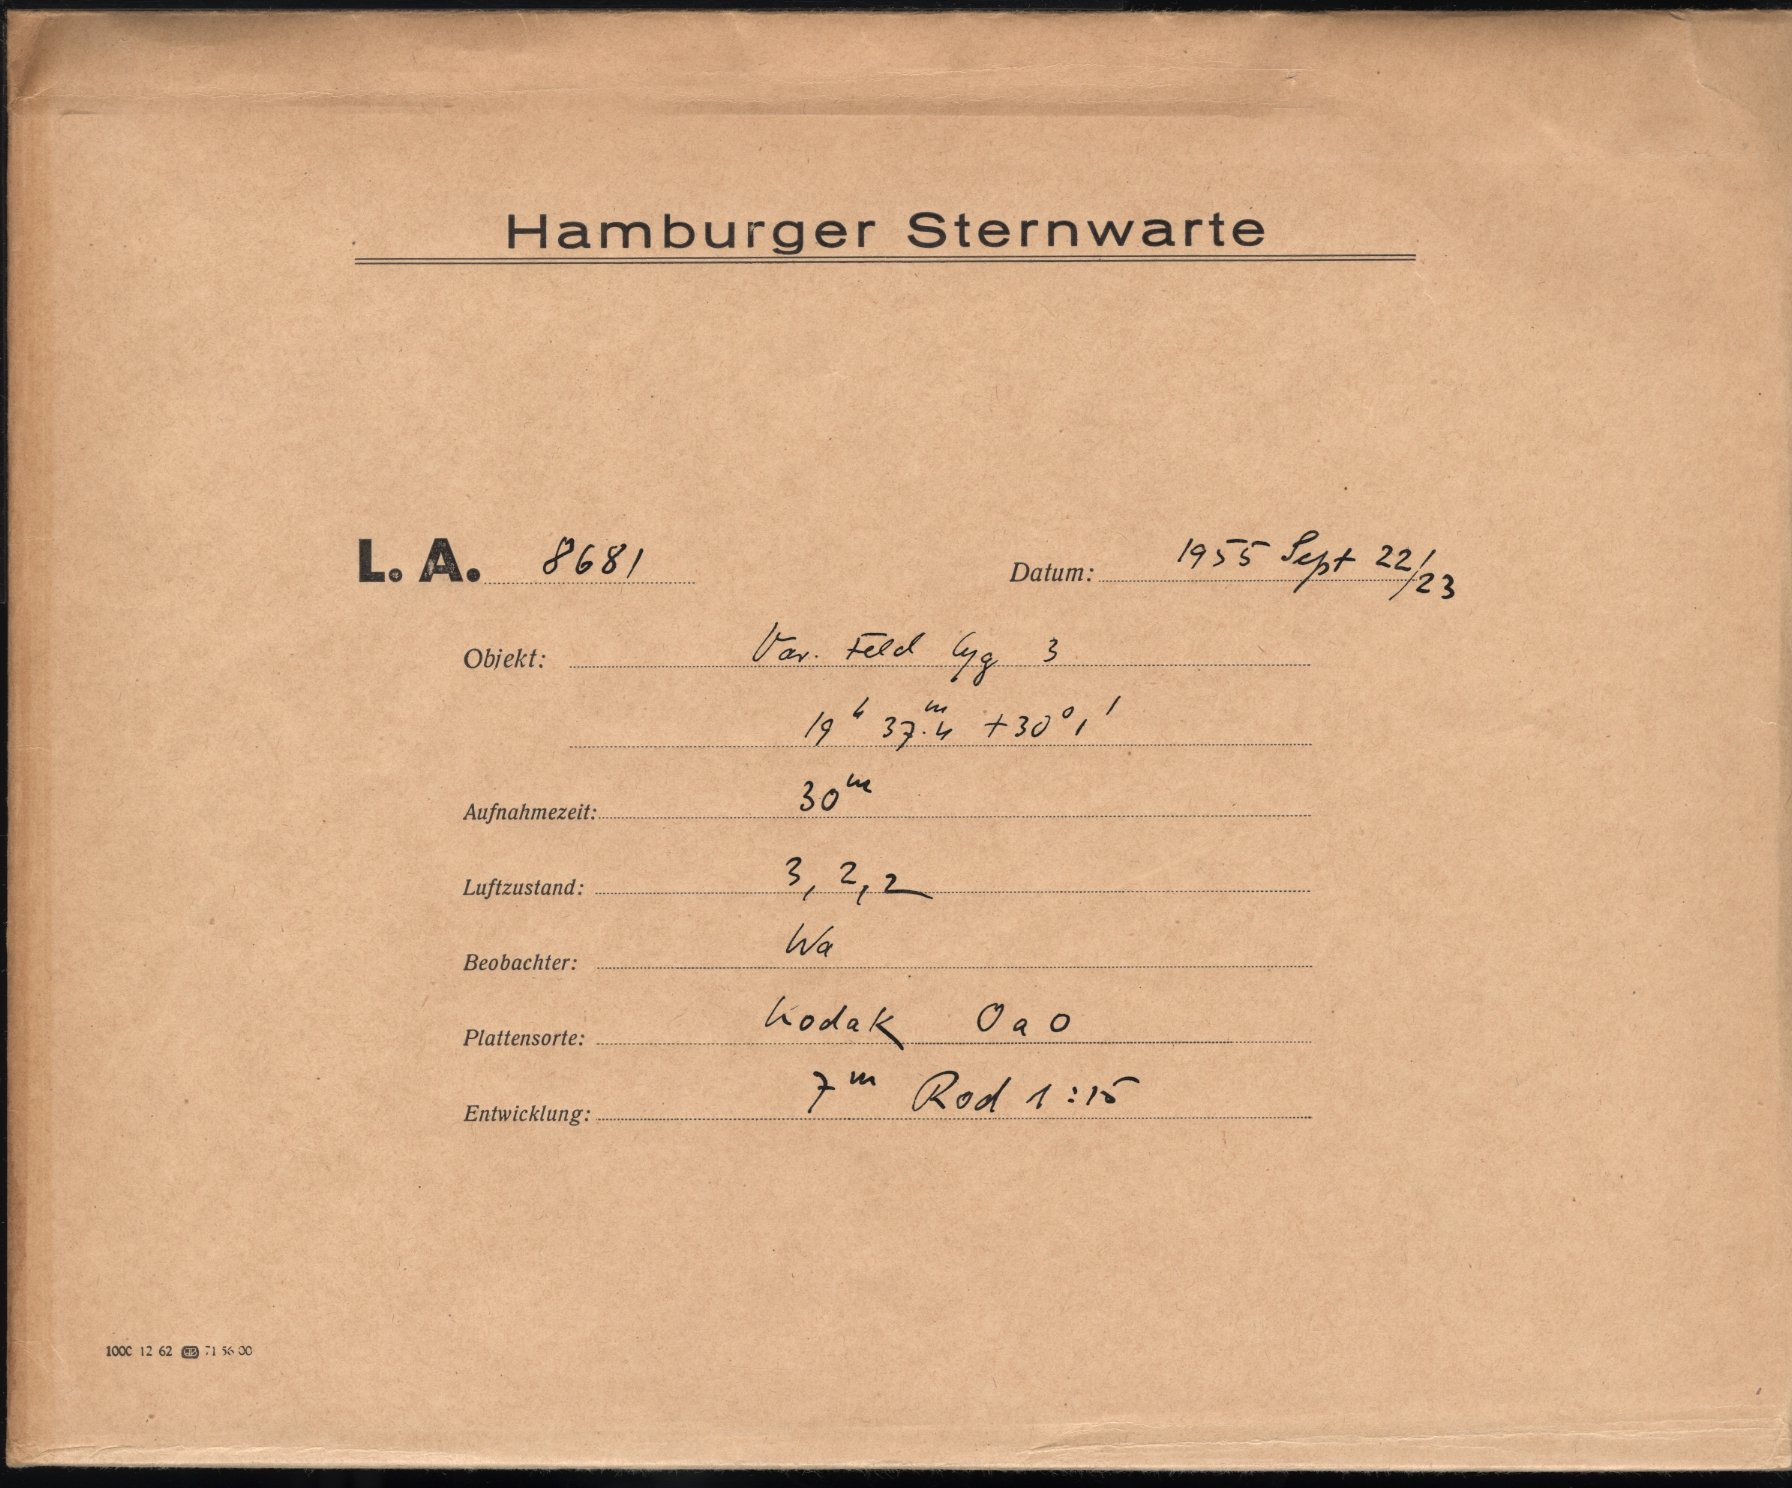 Hamburger Sternwarte
L. A. 8681 Datum: 1955 Sept 22/23
Objekt: Var. Feld Cyg 3
19ʰ 37ᵐ.4 +30° 1'
Aufnahmezeit: 30ᵐ
Luftzustand: 3, 2, 2
Beobachter: Wa
Plattensorte: Kodak OaO
Entwicklung: 7ᵐ Rod 1:15
1000 12 62 71 56 00